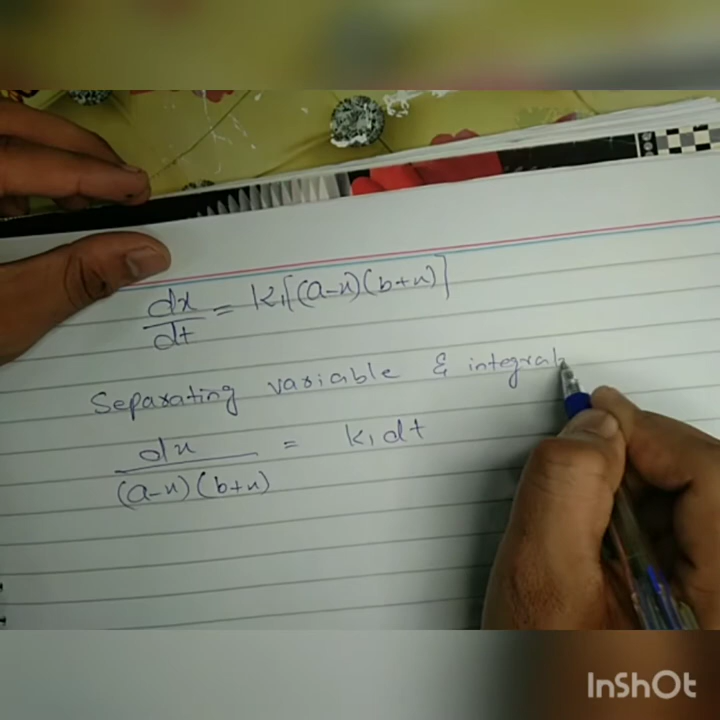 dx/dt = K₁[(a-x)(b+x)]
Separating variable & integrat
dx/(a-x)(b+x) = K₁dt
InShOt